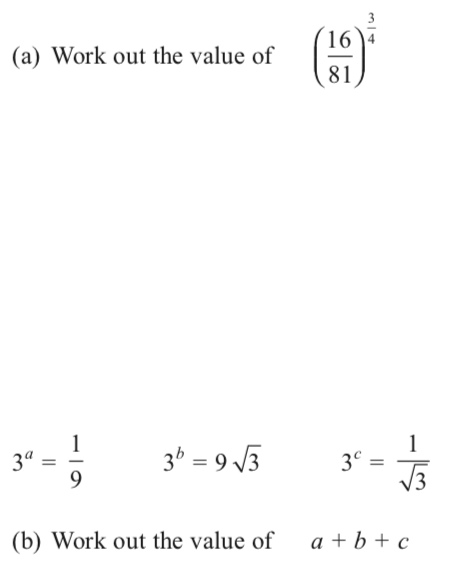 (a) Work out the value of (16/81)^(3/4)
3^a = 1/9 3^b = 9√3 3^c = 1/√3
(b) Work out the value of a + b + c